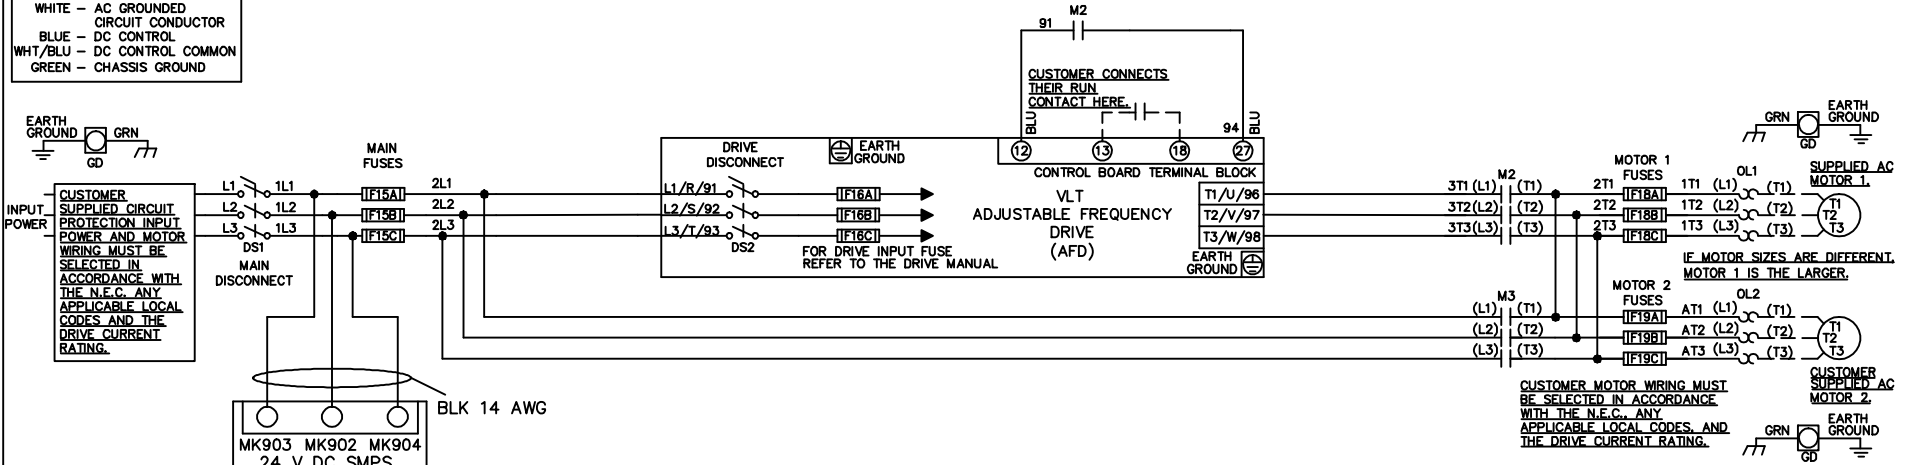 WHITE – AC GROUNDED
CIRCUIT CONDUCTOR
BLUE – DC CONTROL
WHT/BLU – DC CONTROL COMMON
GREEN – CHASSIS GROUND
EARTH
GROUND
GRN
GD
INPUT
POWER
CUSTOMER
SUPPLIED CIRCUIT
PROTECTION INPUT
POWER AND MOTOR
WIRING MUST BE
SELECTED IN
ACCORDANCE WITH
THE N.E.C. ANY
APPLICABLE LOCAL
CODES AND THE
DRIVE CURRENT
RATING.
L1
L2
L3
DS1
MAIN
DISCONNECT
1L1
1L2
1L3
MAIN
FUSES
F15A
F15B
F15C
2L1
2L2
2L3
BLK 14 AWG
MK903 MK902 MK904
24 V DC SMPS
L1/R/91
L2/S/92
L3/T/93
DRIVE
DISCONNECT
DS2
EARTH
GROUND
F16A
F16B
F16C
FOR DRIVE INPUT FUSE
REFER TO THE DRIVE MANUAL
91
M2
CUSTOMER CONNECTS
THEIR RUN
CONTACT HERE.
BLU
94
BLU
12
13
18
27
CONTROL BOARD TERMINAL BLOCK
VLT
ADJUSTABLE FREQUENCY
DRIVE
(AFD)
T1/U/96
T2/V/97
T3/W/98
EARTH
GROUND
M2
3T1 (L1) (T1)
3T2(L2) (T2)
3T3(L3) (T3)
M3
(L1) (T1)
(L2) (T2)
(L3) (T3)
MOTOR 1
FUSES
2T1
2T2
2T3
F18A
F18B
F18C
OL1
1T1 (L1) (T1)
1T2 (L2) (T2)
1T3 (L3) (T3)
T1
T2
T3
GRN
EARTH
GROUND
GD
SUPPLIED AC
MOTOR 1.
IF MOTOR SIZES ARE DIFFERENT,
MOTOR 1 IS THE LARGER.
MOTOR 2
FUSES
F19A
F19B
F19C
OL2
AT1 (L1) (T1)
AT2 (L2) (T2)
AT3 (L3) (T3)
T1
T2
T3
CUSTOMER
SUPPLIED AC
MOTOR 2.
CUSTOMER MOTOR WIRING MUST
BE SELECTED IN ACCORDANCE
WITH THE N.E.C., ANY
APPLICABLE LOCAL CODES, AND
THE DRIVE CURRENT RATING.
GRN
EARTH
GROUND
GD